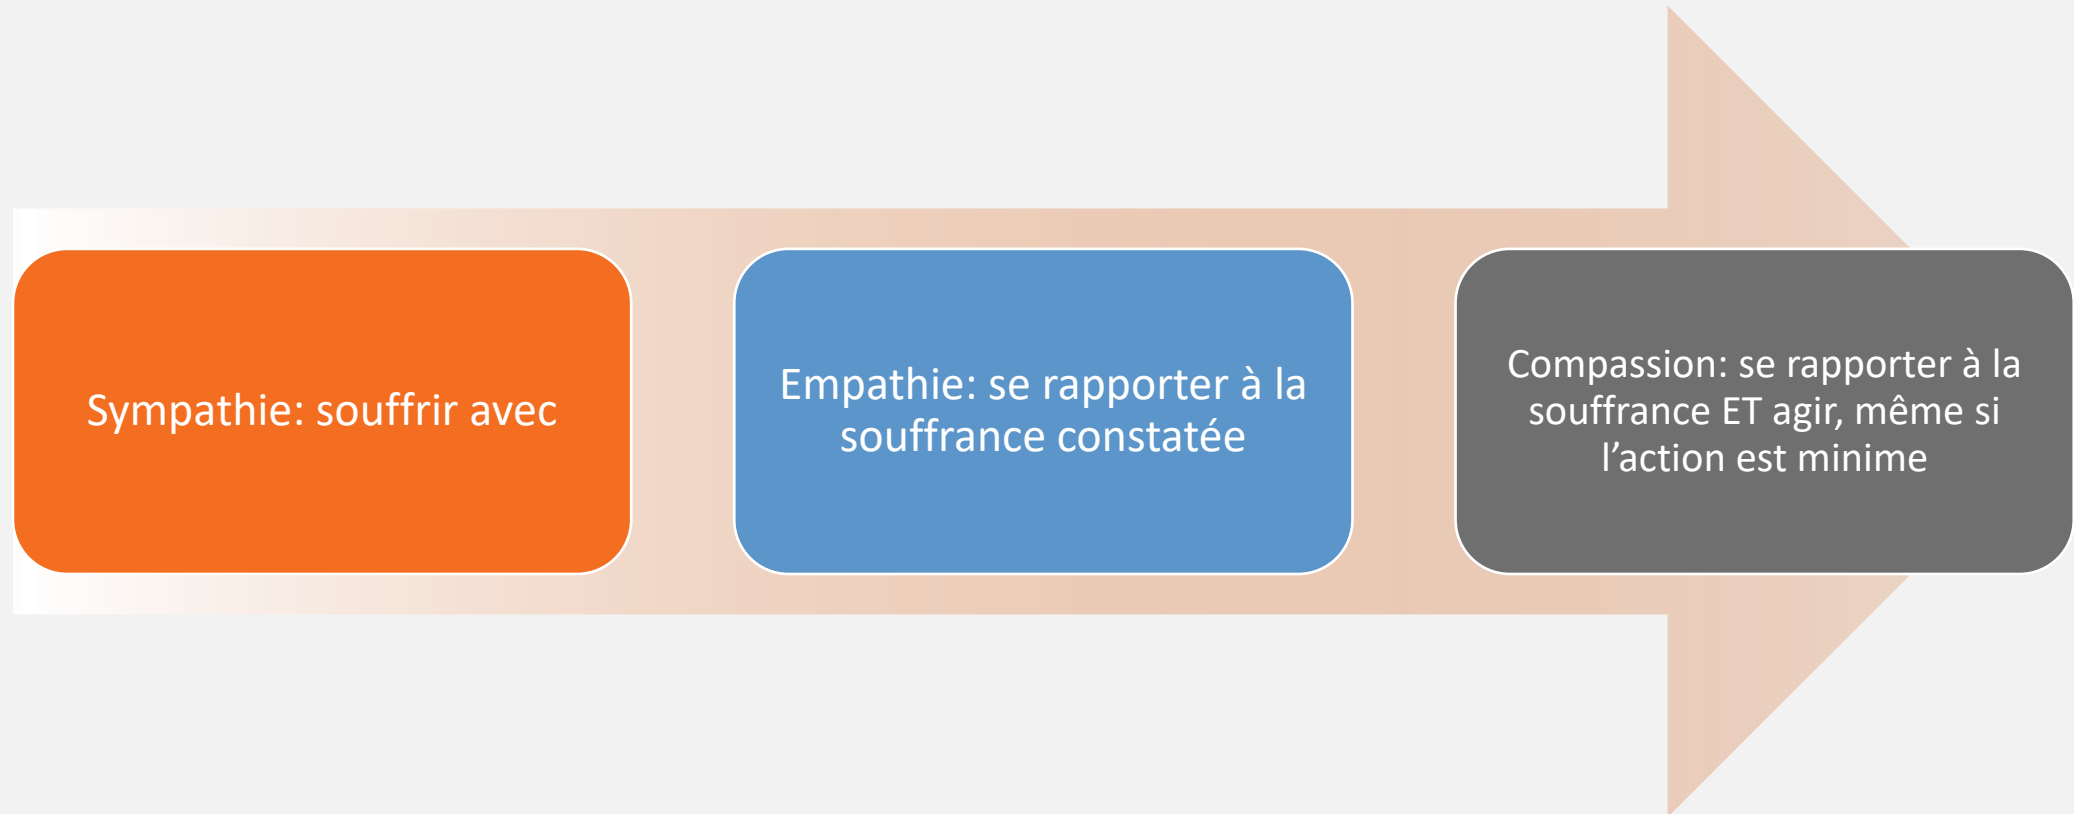 Sympathie: souffrir avec
Empathie: se rapporter à la
souffrance constatée
Compassion: se rapporter à la
souffrance ET agir, même si
l’action est minime